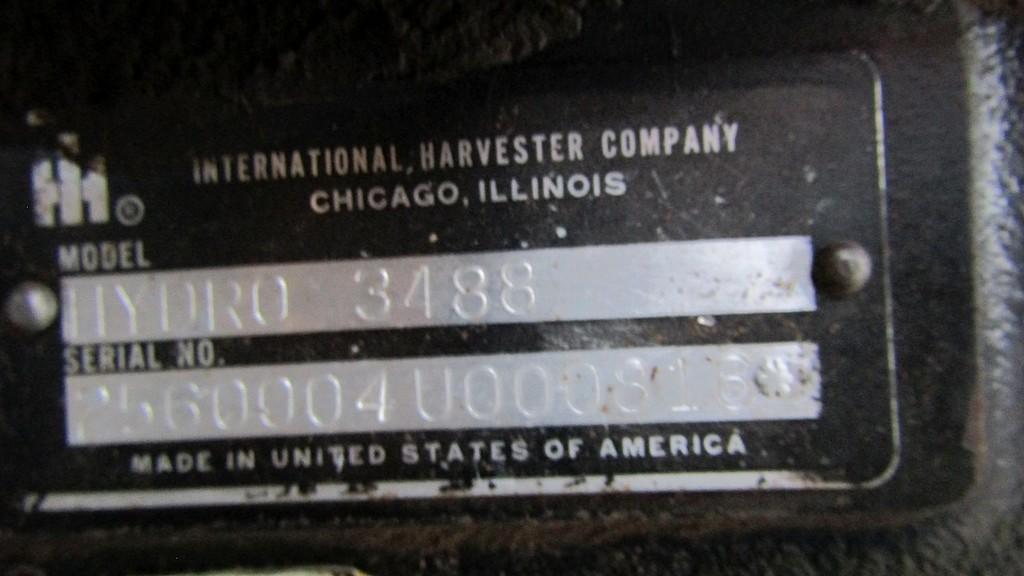 INTERNATIONAL HARVESTER COMPANY
CHICAGO, ILLINOIS
MODEL
HYDRO 3488
SERIAL NO.
MADE IN UNITED STATES OF AMERICA